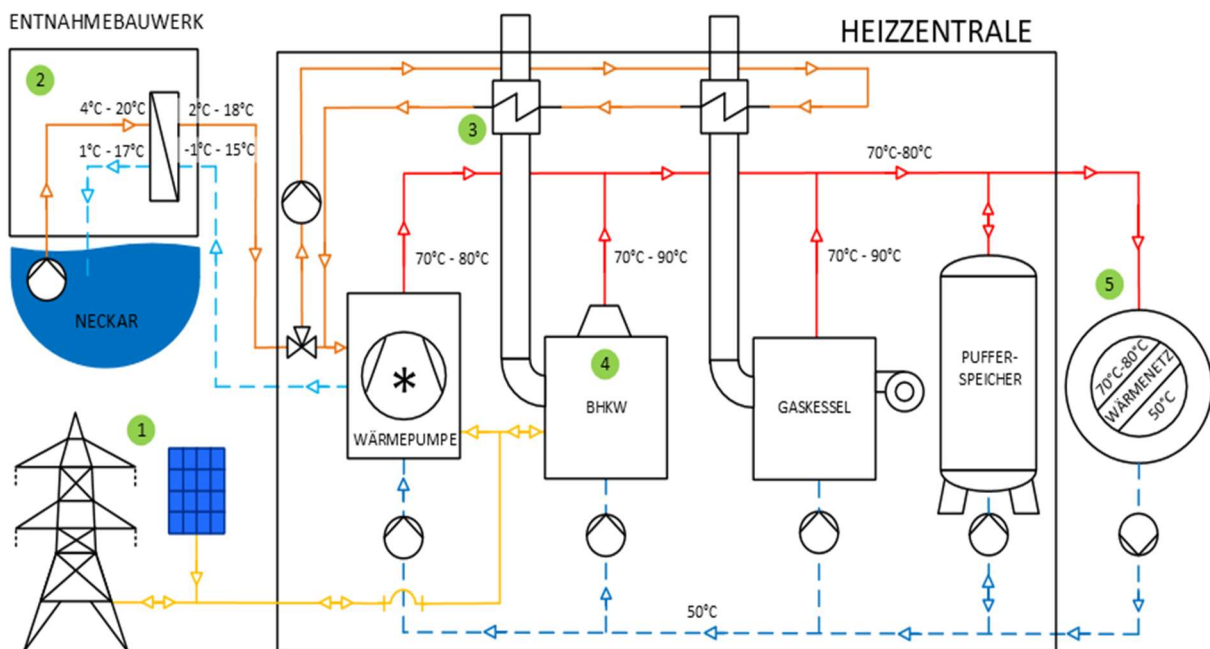 ENTNAHMEBAUWERK
HEIZZENTRALE
2
4°C - 20°C
2°C - 18°C
1°C - 17°C
-1°C - 15°C
3
70°C-80°C
NECKAR
70°C - 80°C
70°C - 90°C
70°C - 90°C
5
4
BHKW
GASKESSEL
PUFFER-
SPEICHER
70°C-80°C
WÄRMENETZ
50°C
*
WÄRMEPUMPE
1
50°C